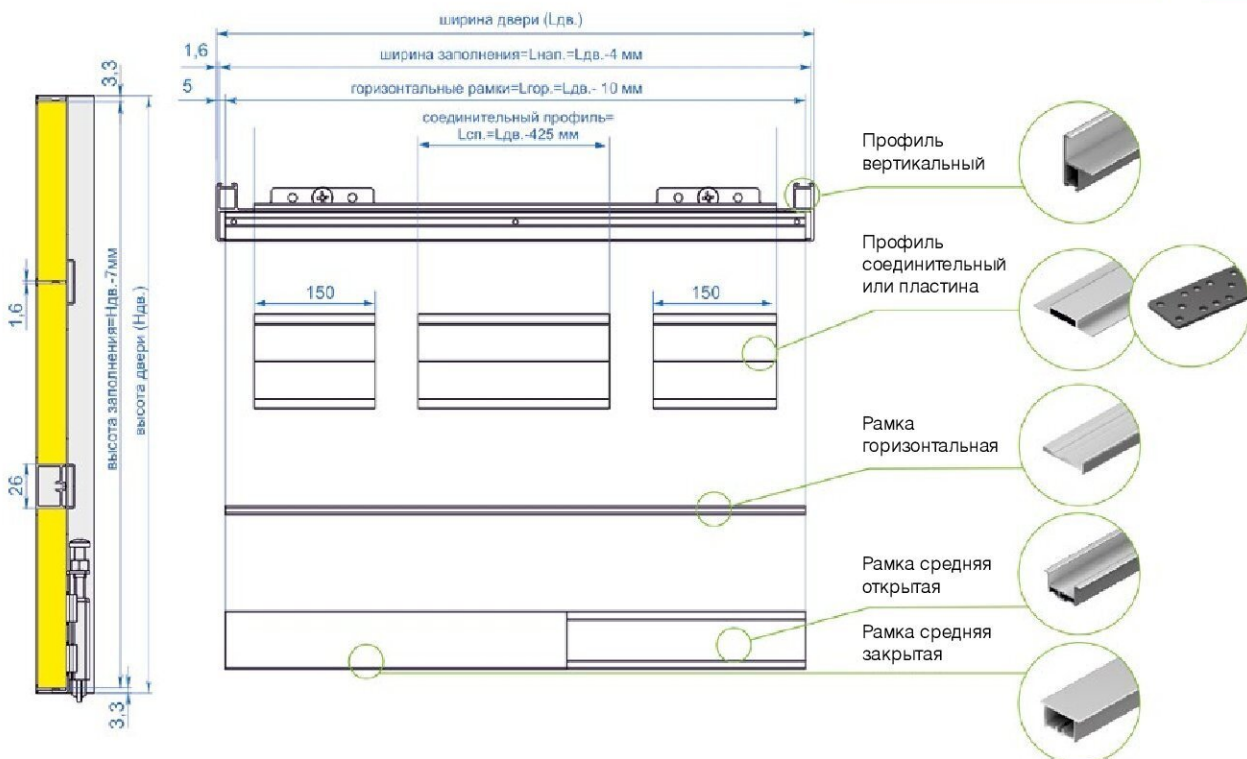 ширина двери (Lдв.)
1,6
ширина заполнения=Lнап.=Lдв.-4 мм
5
горизонтальные рамки=Lгор.=Lдв.- 10 мм
соединительный профиль=
Lсп.=Lдв.-425 мм
3,3
1,6
26
3,3
высота заполнения=Hдв.-7мм
высота двери (Hдв.)
150
150
Профиль
вертикальный
Профиль
соединительный
или пластина
Рамка
горизонтальная
Рамка средняя
открытая
Рамка средняя
закрытая